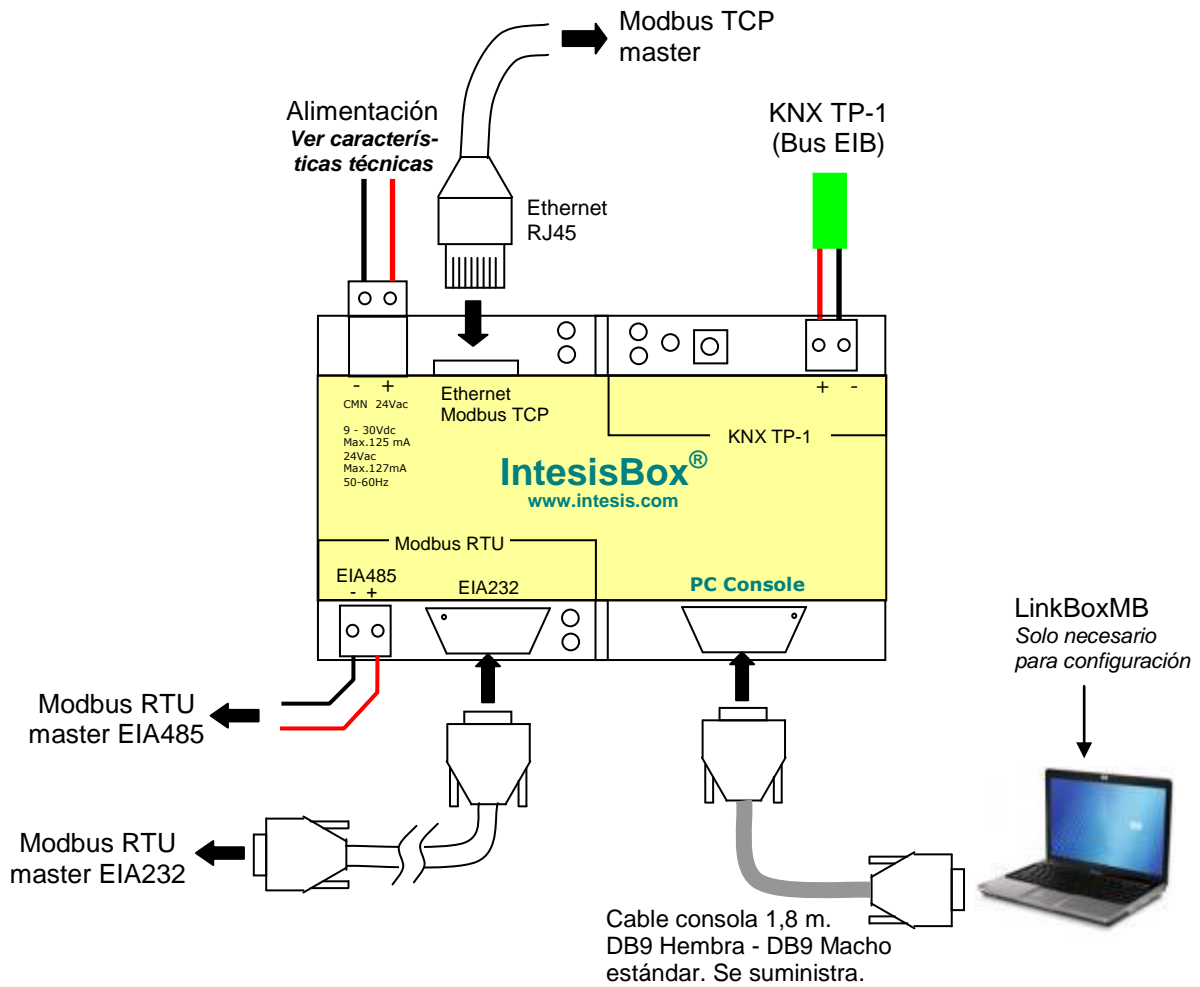 Modbus TCP
master
Alimentación
Ver caracterís-
ticas técnicas
KNX TP-1
(Bus EIB)
Ethernet
RJ45
- +
CMN 24Vac
9 - 30Vdc
Max.125 mA
24Vac
Max.127mA
50-60Hz
Ethernet
Modbus TCP
+ -
KNX TP-1
IntesisBox®
www.intesis.com
Modbus RTU
EIA485
- +
EIA232
PC Console
LinkBoxMB
Solo necesario
para configuración
Modbus RTU
master EIA485
Modbus RTU
master EIA232
Cable consola 1,8 m.
DB9 Hembra - DB9 Macho
estándar. Se suministra.